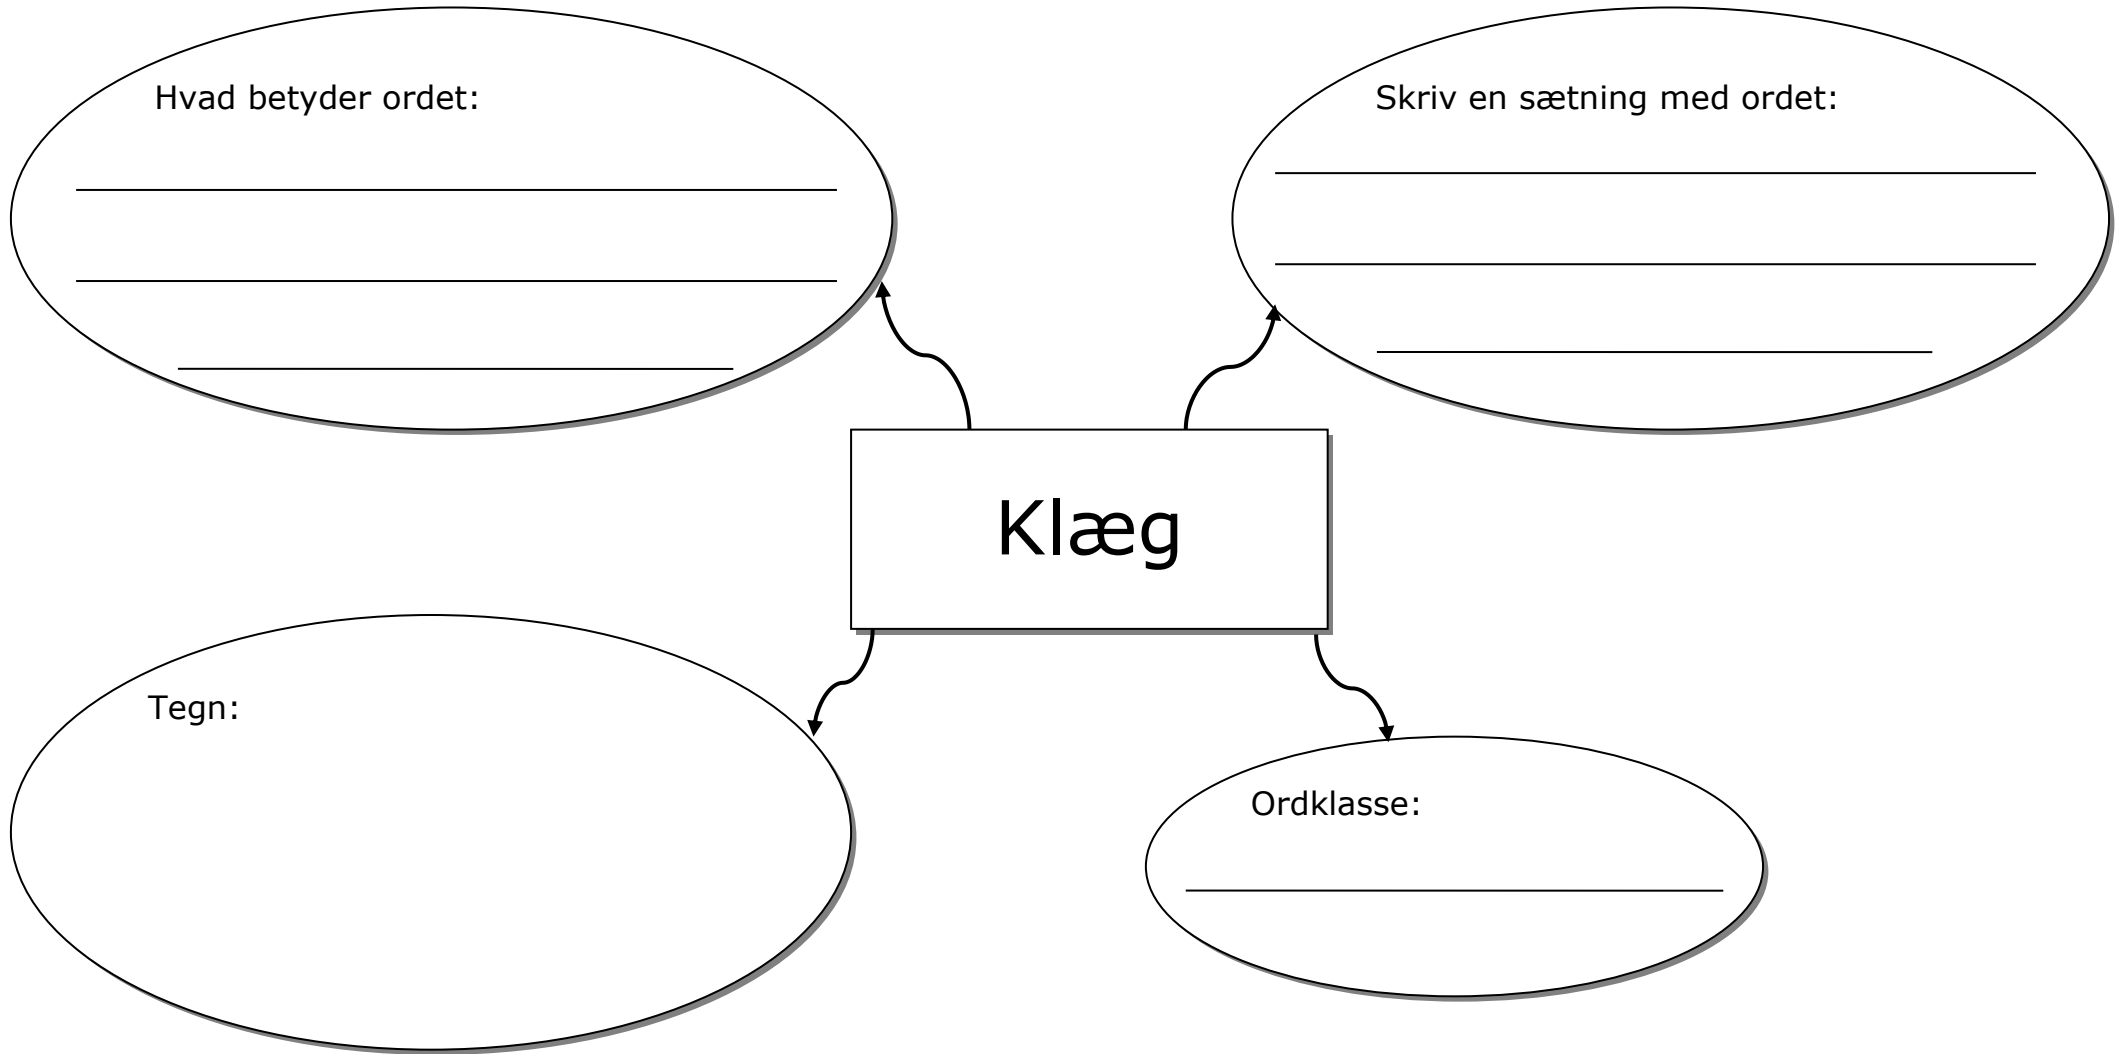 Hvad betyder ordet:
Skriv en sætning med ordet:
Klæg
Tegn:
Ordklasse: